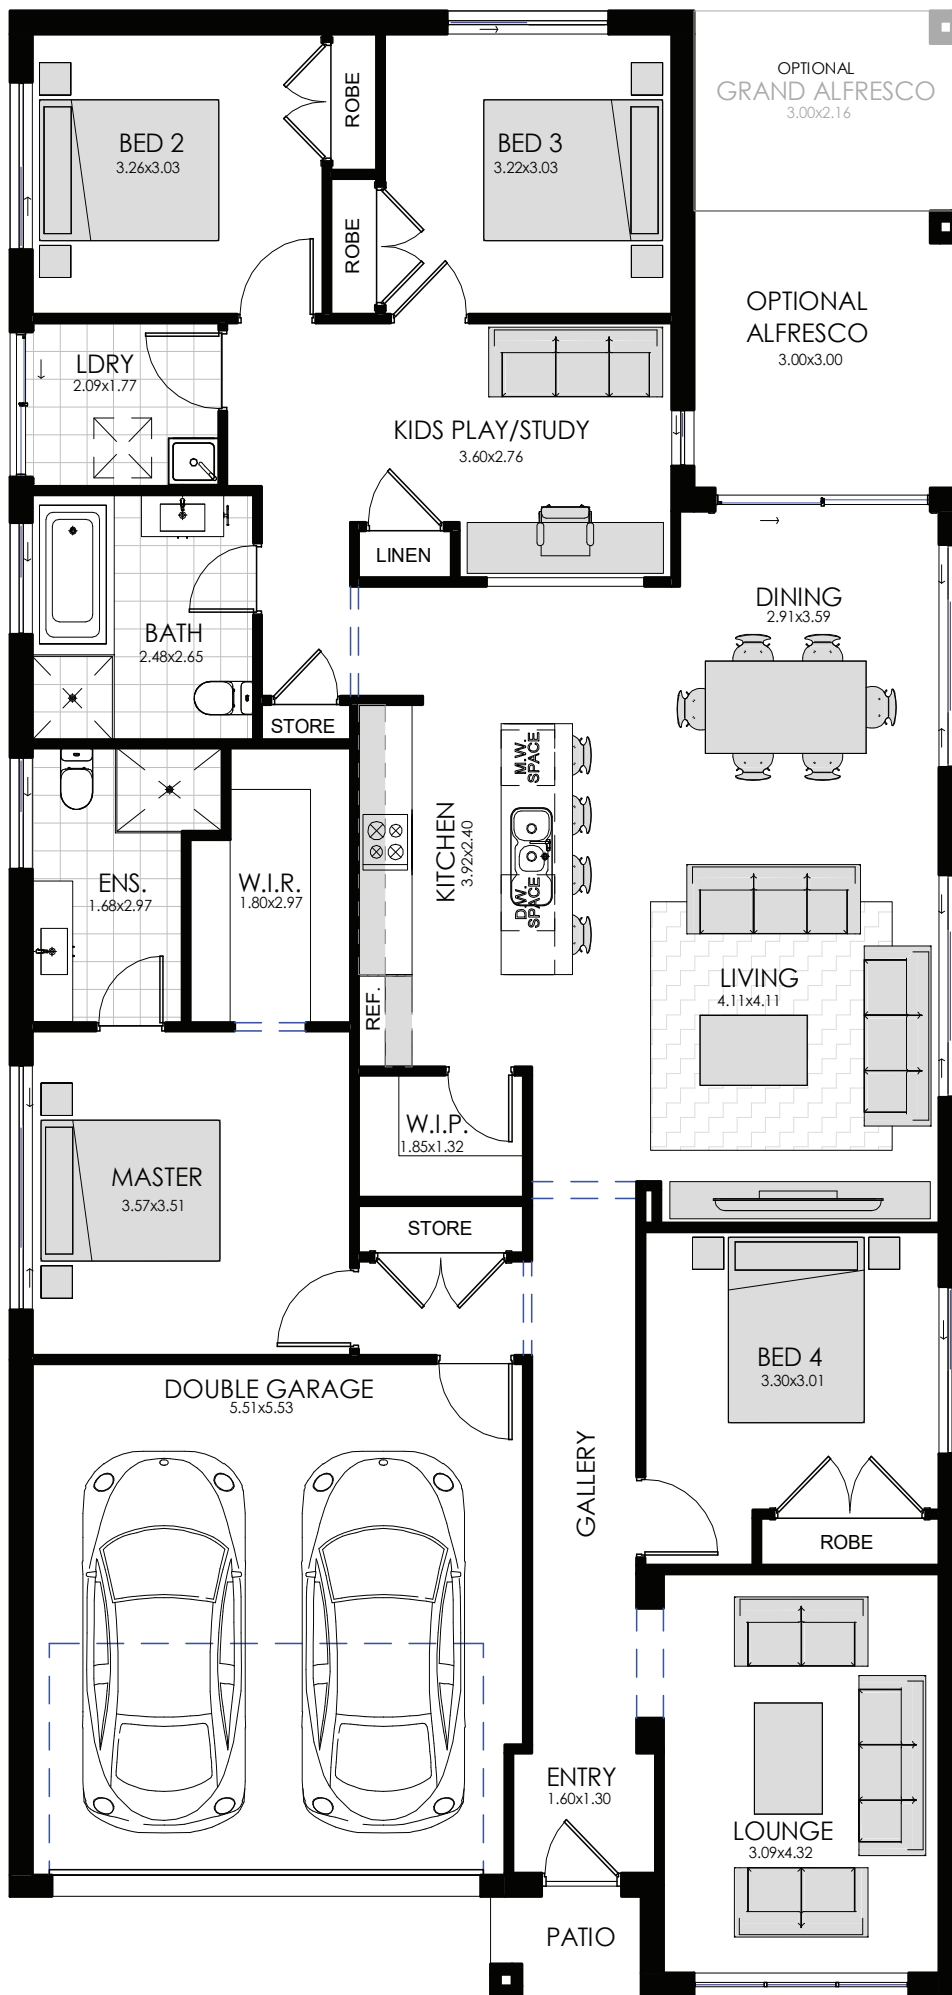 OPTIONAL
GRAND ALFRESCO
3.00x2.16
ROBE
BED 2
3.26x3.03
BED 3
3.22x3.03
ROBE
OPTIONAL
ALFRESCO
3.00x3.00
LDRY
2.09x1.77
KIDS PLAY/STUDY
3.60x2.76
LINEN
DINING
2.91x3.59
BATH
2.48x2.65
STORE
M.W.
SPACE
KITCHEN
3.92x2.40
ENS.
1.68x2.97
W.I.R.
1.80x2.97
D.W.
SPACE
LIVING
4.11x4.11
REF.
W.I.P.
1.85x1.32
MASTER
3.57x3.51
STORE
BED 4
3.30x3.01
DOUBLE GARAGE
5.51x5.53
GALLERY
ROBE
ENTRY
1.60x1.30
LOUNGE
3.09x4.32
PATIO